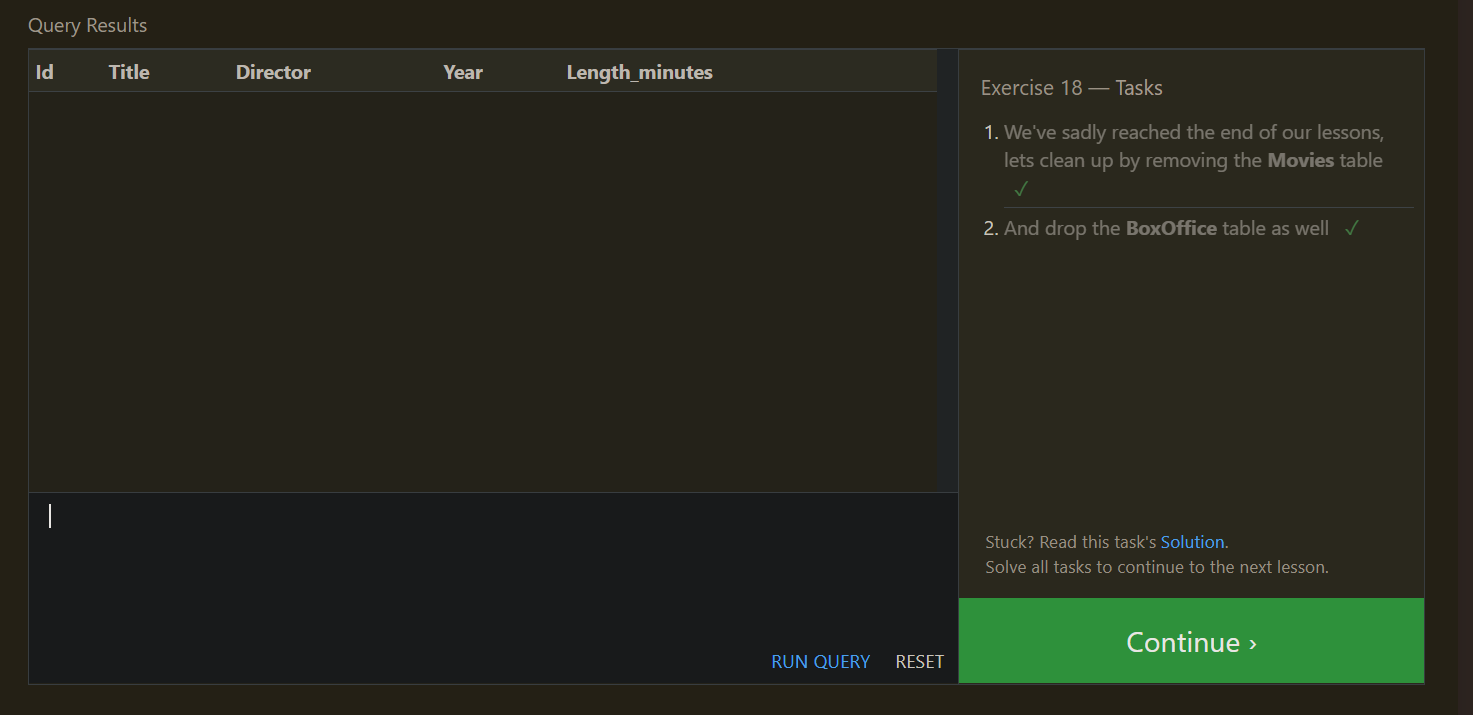 Query Results
Id Title Director Year Length_minutes
Exercise 18 — Tasks
1. We've sadly reached the end of our lessons,
lets clean up by removing the Movies table
✓
2. And drop the BoxOffice table as well ✓
Stuck? Read this task's Solution.
Solve all tasks to continue to the next lesson.
RUN QUERY RESET
Continue ›